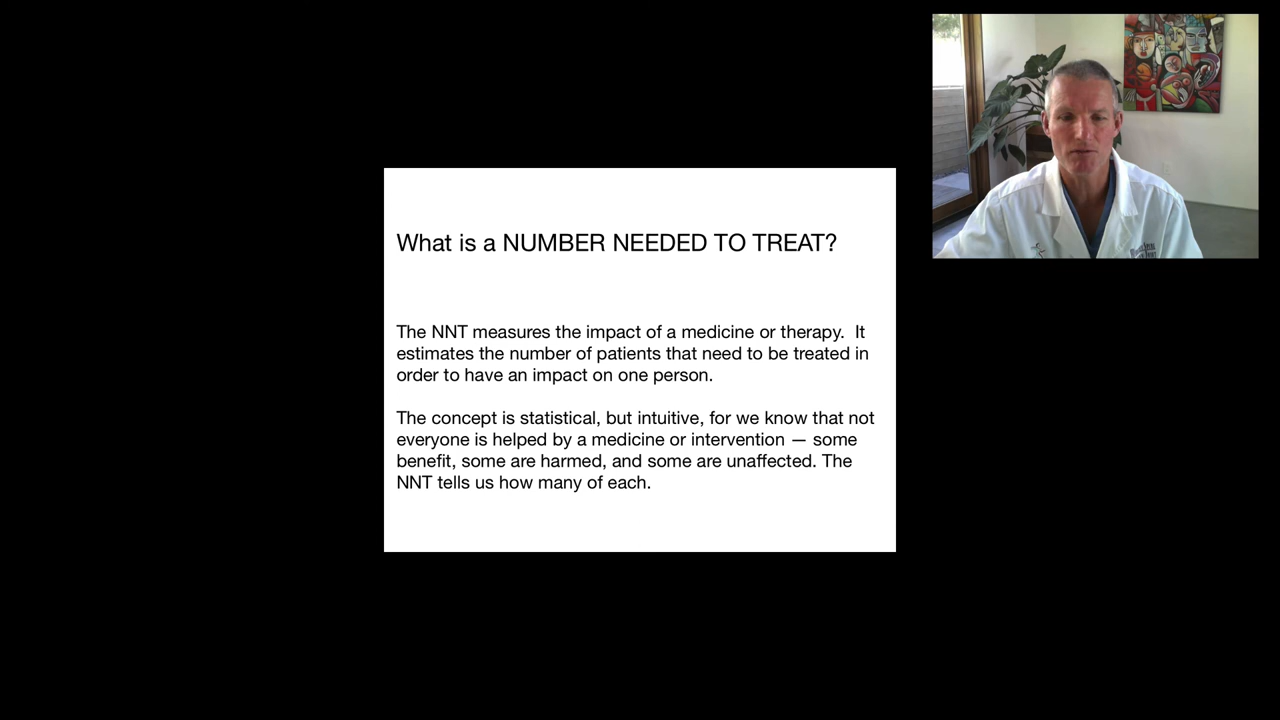 What is a NUMBER NEEDED TO TREAT?
The NNT measures the impact of a medicine or therapy.  It
estimates the number of patients that need to be treated in
order to have an impact on one person.
The concept is statistical, but intuitive, for we know that not
everyone is helped by a medicine or intervention — some
benefit, some are harmed, and some are unaffected. The
NNT tells us how many of each.